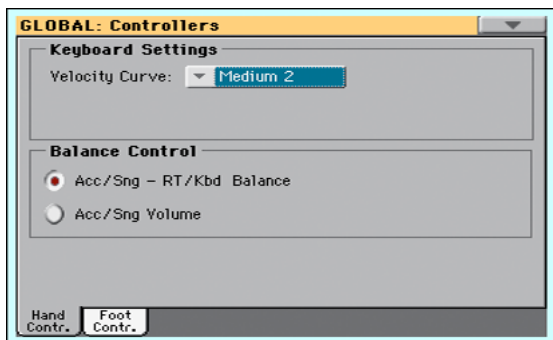 GLOBAL: Controllers
Keyboard Settings
Velocity Curve: Medium 2
Balance Control
Acc/Sng - RT/Kbd Balance
Acc/Sng Volume
Hand Contr.
Foot Contr.